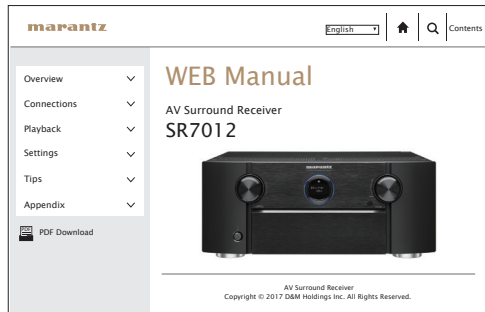 marantz
English
Contents
Overview
Connections
Playback
Settings
Tips
Appendix
PDF Download
WEB Manual
AV Surround Receiver
SR7012
marantz
AV Surround Receiver
Copyright © 2017 D&M Holdings Inc. All Rights Reserved.